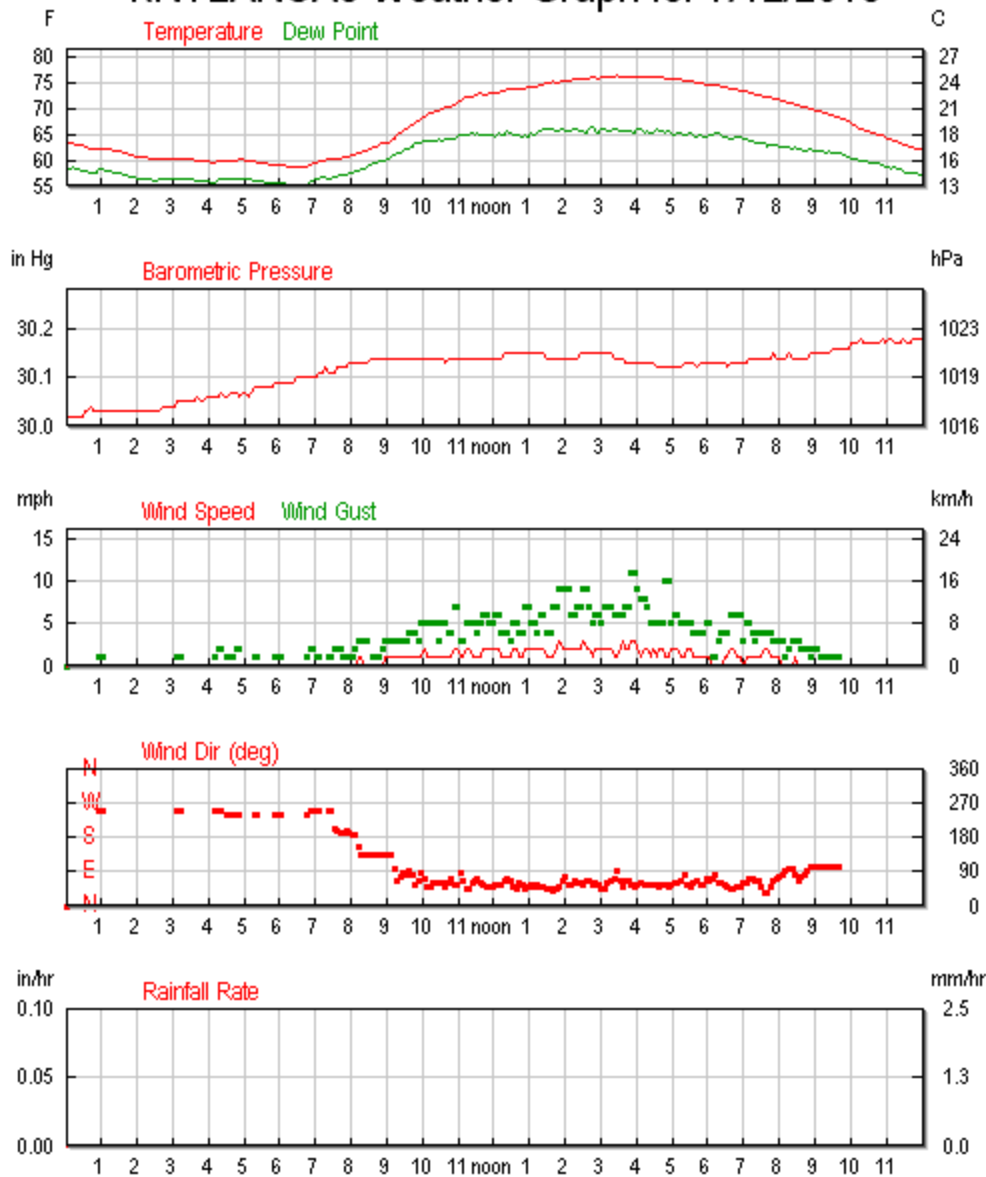 Weather Graph for
F C
Temperature Dew Point
80 27
75 24
70 21
65 18
60 16
55 13
1 2 3 4 5 6 7 8 9 10 11 noon 1 2 3 4 5 6 7 8 9 10 11
in Hg hPa
Barometric Pressure
30.2 1023
30.1 1019
30.0 1016
1 2 3 4 5 6 7 8 9 10 11 noon 1 2 3 4 5 6 7 8 9 10 11
mph km/h
Wind Speed Wind Gust
15 24
10 16
5 8
0 0
1 2 3 4 5 6 7 8 9 10 11 noon 1 2 3 4 5 6 7 8 9 10 11
Wind Dir (deg)
N 360
W 270
S 180
E 90
N 0
1 2 3 4 5 6 7 8 9 10 11 noon 1 2 3 4 5 6 7 8 9 10 11
in/hr mm/hr
Rainfall Rate
0.10 2.5
0.05 1.3
0.00 0.0
1 2 3 4 5 6 7 8 9 10 11 noon 1 2 3 4 5 6 7 8 9 10 11